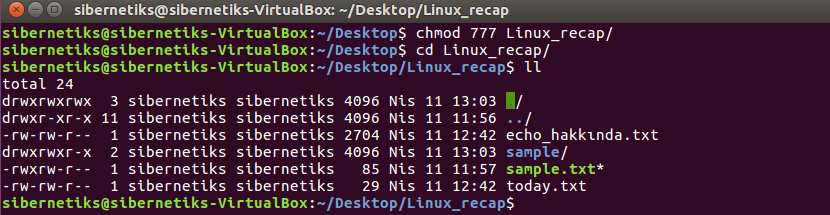 sibernetiks@sibernetiks-VirtualBox: ~/Desktop/Linux_recap
sibernetiks@sibernetiks-VirtualBox:~/Desktop$ chmod 777 Linux_recap/
sibernetiks@sibernetiks-VirtualBox:~/Desktop$ cd Linux_recap/
sibernetiks@sibernetiks-VirtualBox:~/Desktop/Linux_recap$ ll
total 24
drwxrwxrwx  3 sibernetiks sibernetiks 4096 Nis 11 13:03 ./
drwxr-xr-x 11 sibernetiks sibernetiks 4096 Nis 11 11:56 ../
-rw-rw-r--  1 sibernetiks sibernetiks 2704 Nis 11 12:42 echo_hakkında.txt
drwxrwxr-x  2 sibernetiks sibernetiks 4096 Nis 11 13:03 sample/
-rwxrw-r--  1 sibernetiks sibernetiks   85 Nis 11 11:57 sample.txt*
-rw-rw-r--  1 sibernetiks sibernetiks   29 Nis 11 12:42 today.txt
sibernetiks@sibernetiks-VirtualBox:~/Desktop/Linux_recap$